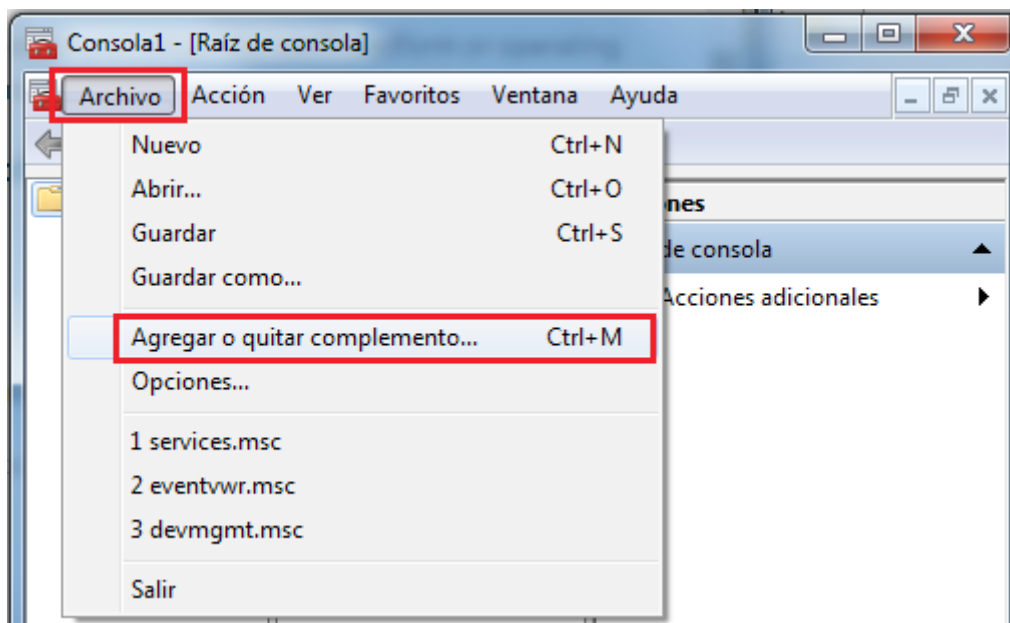 Consola1 - [Raíz de consola]
Archivo Acción Ver Favoritos Ventana Ayuda
Nuevo Ctrl+N
Abrir... Ctrl+O
nes
Guardar Ctrl+S
de consola
Guardar como...
Acciones adicionales
Agregar o quitar complemento... Ctrl+M
Opciones...
1 services.msc
2 eventvwr.msc
3 devmgmt.msc
Salir